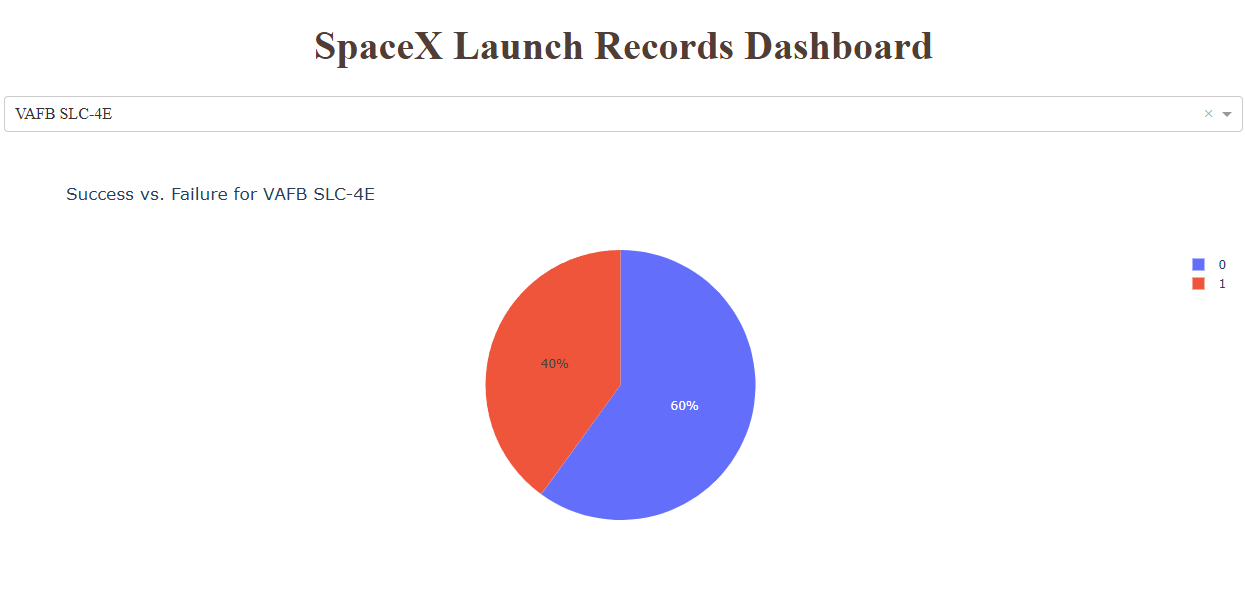 SpaceX Launch Records Dashboard
VAFB SLC-4E
×
Success vs. Failure for VAFB SLC-4E
0
1
40%
60%